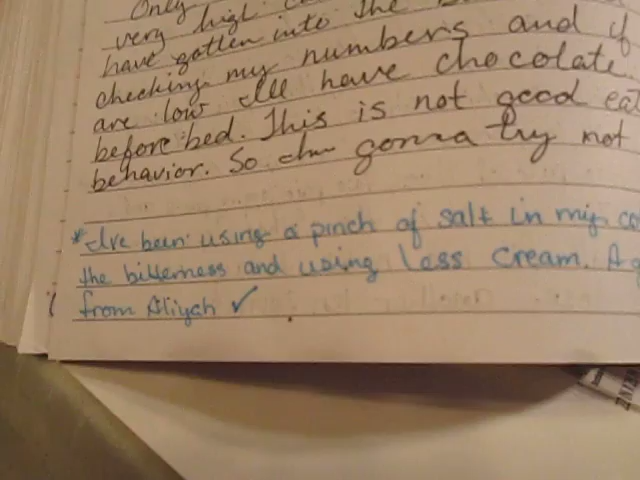 Only
very high
have gotten into the
checking my numbers and if
are low I'll have chocolate
before bed. This is not good eat
behavior. So I'm gonna try not
*I've been using a pinch of salt in my co
the bitterness and using less cream. A g
from Aliyah ✓